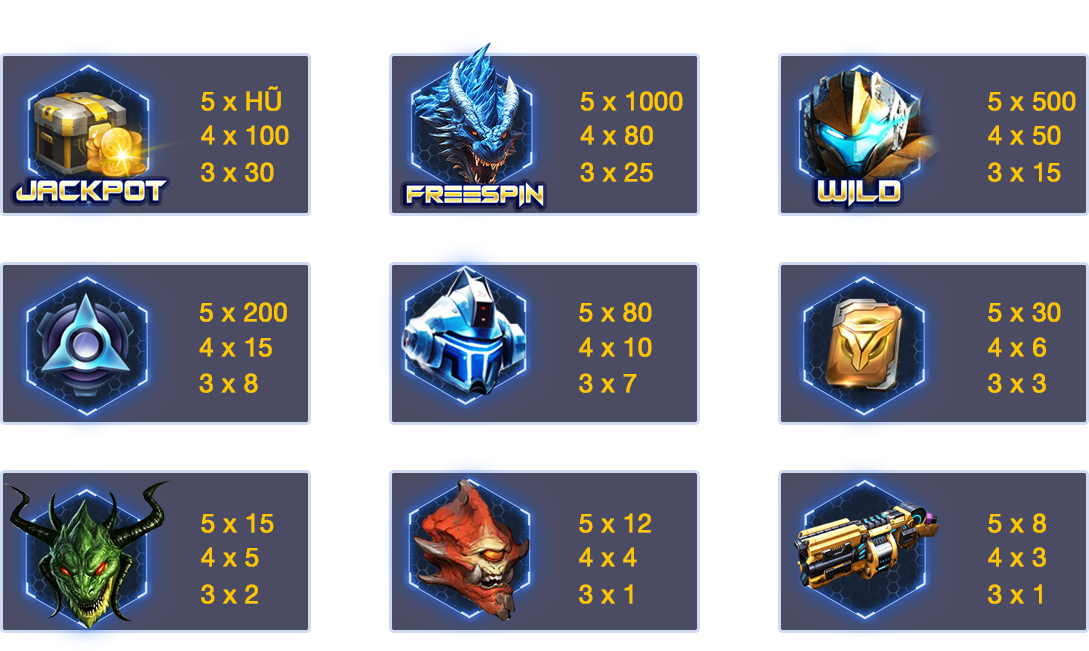 5 x HŨ
4 x 100
3 x 30
JACKPOT
5 x 1000
4 x 80
3 x 25
FREESPIN
5 x 500
4 x 50
3 x 15
WILD
5 x 200
4 x 15
3 x 8
5 x 80
4 x 10
3 x 7
5 x 30
4 x 6
3 x 3
5 x 15
4 x 5
3 x 2
5 x 12
4 x 4
3 x 1
5 x 8
4 x 3
3 x 1